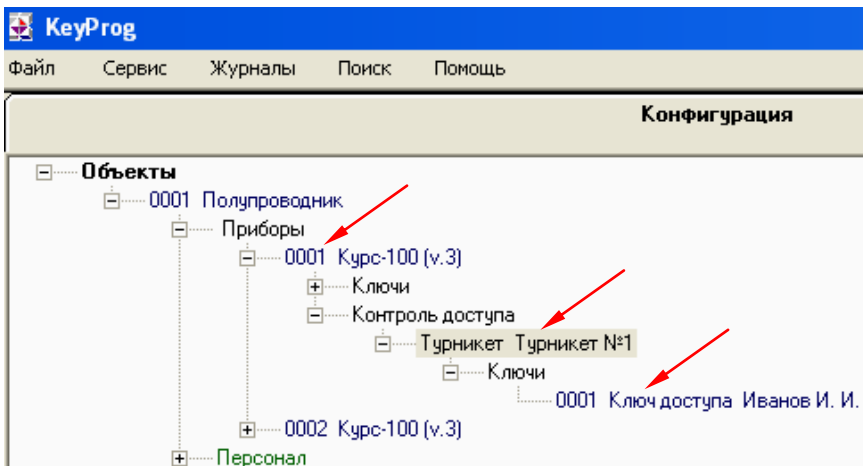 KeyProg
Файл Сервис Журналы Поиск Помощь
Конфигурация
Объекты
0001 Полупроводник
Приборы
0001 Курс-100 (v.3)
Ключи
Контроль доступа
Турникет Турникет №1
Ключи
0001 Ключ доступа Иванов И. И.
0002 Курс-100 (v.3)
Персонал